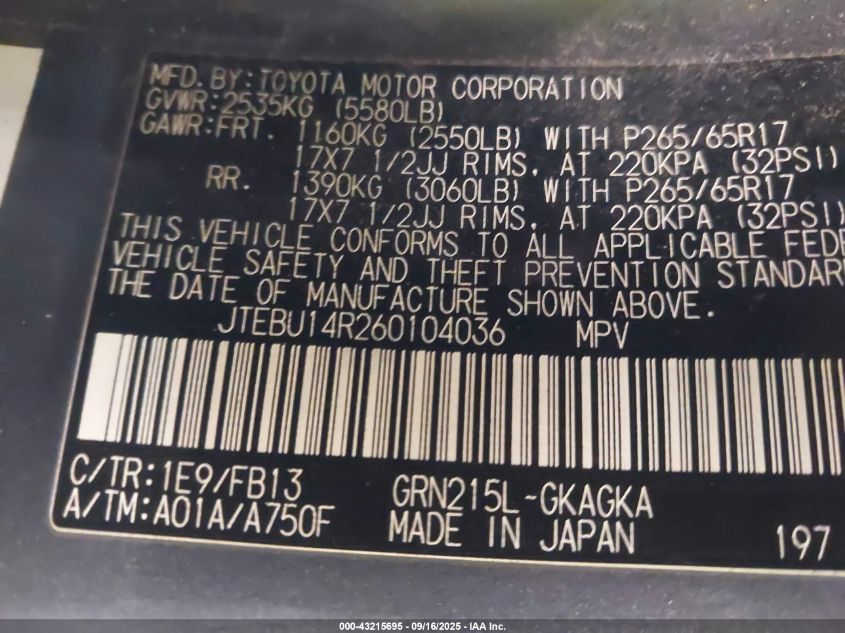 MFD. BY: TOYOTA MOTOR CORPORATION
GVWR: 2535KG (5580LB)
GAWR: FRT. 1160KG (2550LB) WITH P265/65R17
17X7 1/2JJ RIMS, AT 220KPA (32PSI)
RR. 1390KG (3060LB) WITH P265/65R17
17X7 1/2JJ RIMS, AT 220KPA (32PSI)
THIS VEHICLE CONFORMS TO ALL APPLICABLE FEDE
VEHICLE SAFETY AND THEFT PREVENTION STANDAR
THE DATE OF MANUFACTURE SHOWN ABOVE.
JTEBU14R260104036 MPV
C/TR: 1E9/FB13 GRN215L-GKAGKA
A/TM: A01A/A750F MADE IN JAPAN 197
000-43215695 - 09/16/2025 - IAA Inc.